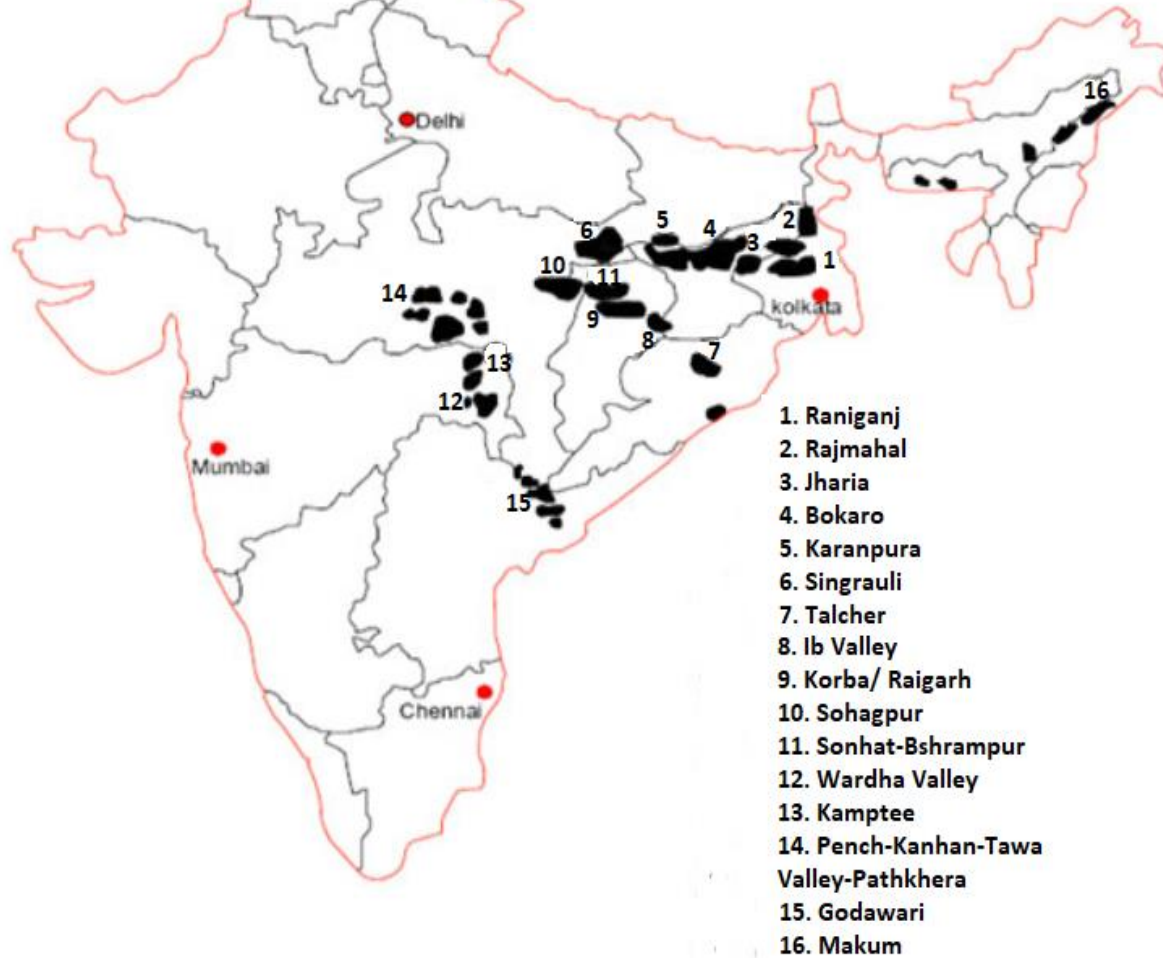 16
Delhi
5
4
2
6
3
1
10
11
14
kolkata
9
8
13
7
12
1. Raniganj
Mumbai
2. Rajmahal
3. Jharia
15
4. Bokaro
5. Karanpura
6. Singrauli
7. Talcher
8. Ib Valley
9. Korba/ Raigarh
Chennai
10. Sohagpur
11. Sonhat-Bshrampur
12. Wardha Valley
13. Kamptee
14. Pench-Kanhan-Tawa
Valley-Pathkhera
15. Godawari
16. Makum